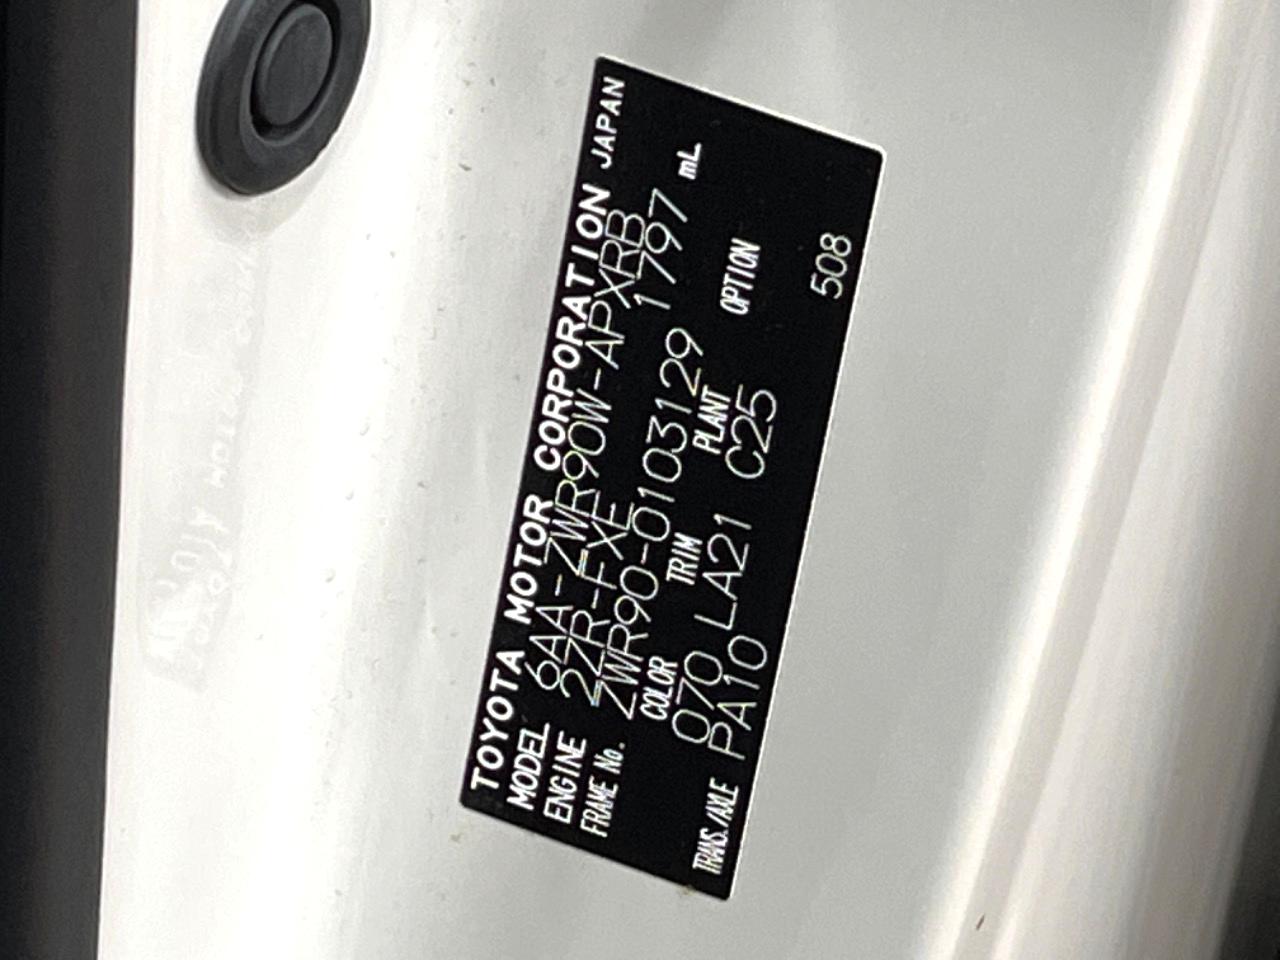 TOYOTA MOTOR CORPORATION JAPAN
MODEL 6AA-ZWR90W-APXRB
ENGINE 2ZR-FXE 1797 mL
FRAME No. ZWR90-0103129
COLOR TRIM PLANT OPTION
070 LA21 C25
TRANS./AXLE PA10 508